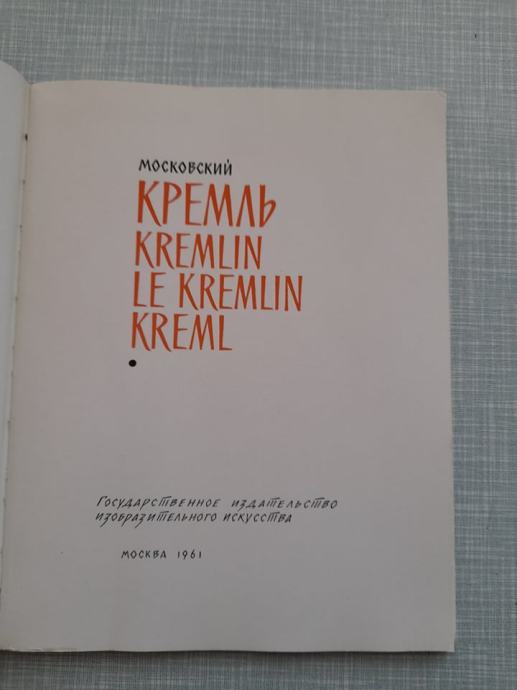 МОСКОВСКИЙ
КРЕМЛЬ
KREMLIN
LE KREMLIN
KREML
Государственное издательство
изобразительного искусства
МОСКВА 1961